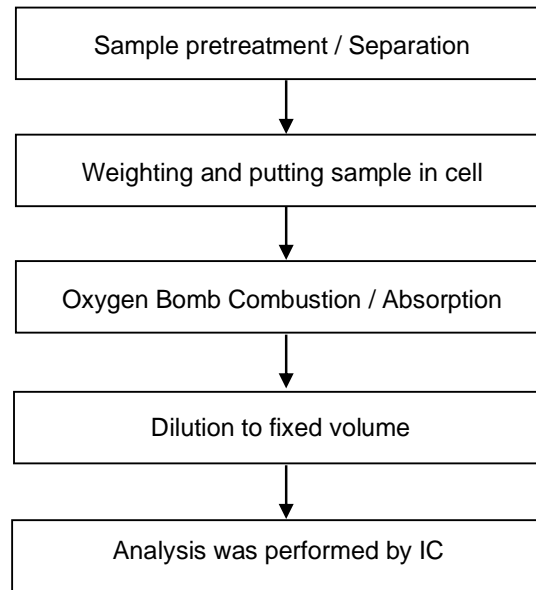 Sample pretreatment / Separation
Weighting and putting sample in cell
Oxygen Bomb Combustion / Absorption
Dilution to fixed volume
Analysis was performed by IC